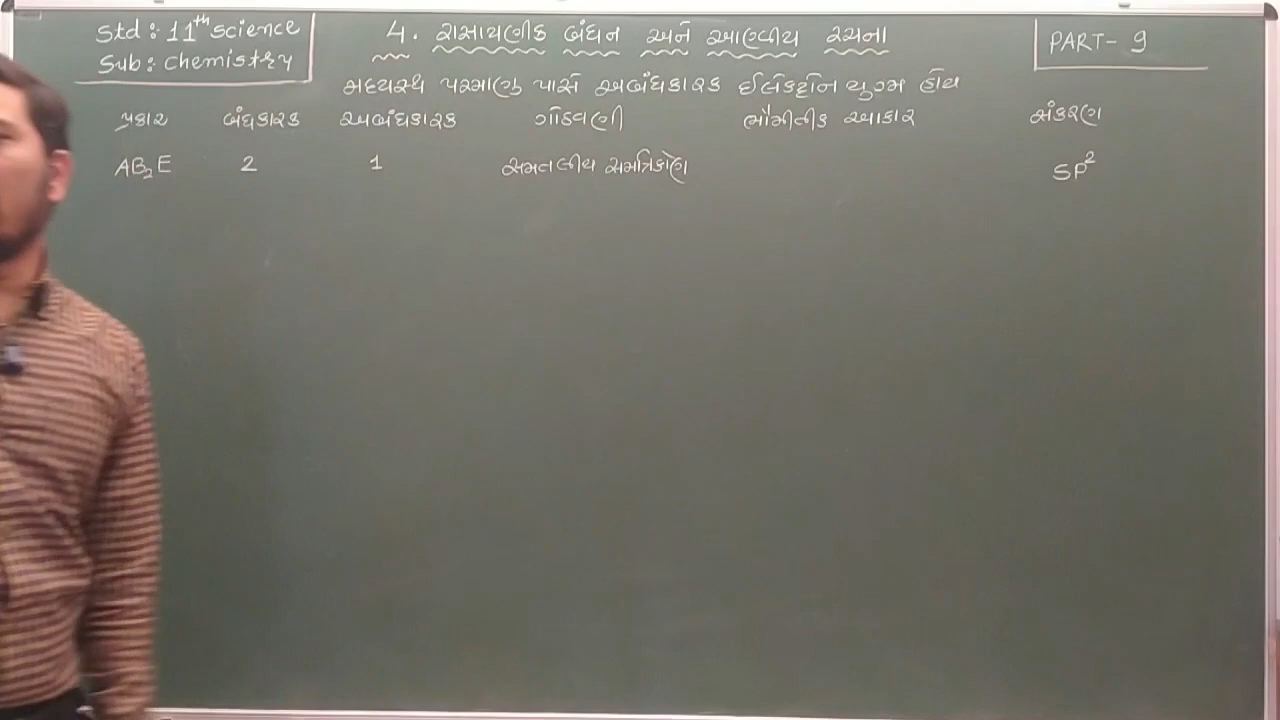 Std : 11th science
Sub : chemistry
4. રાસાયણીક બંધન અને આણ્વીય રચના
PART - 9
મધ્યસ્થ પરમાણુ પાસે અબંધકારક ઈલેકટ્રોન યુગ્મ હોય
પ્રકાર બંધકારક અબંધકારક ગોઠવણી ભૌમીતીક આકાર સંકરણ
AB₂E 2 1 સમતલીય સમત્રિકોણ SP²